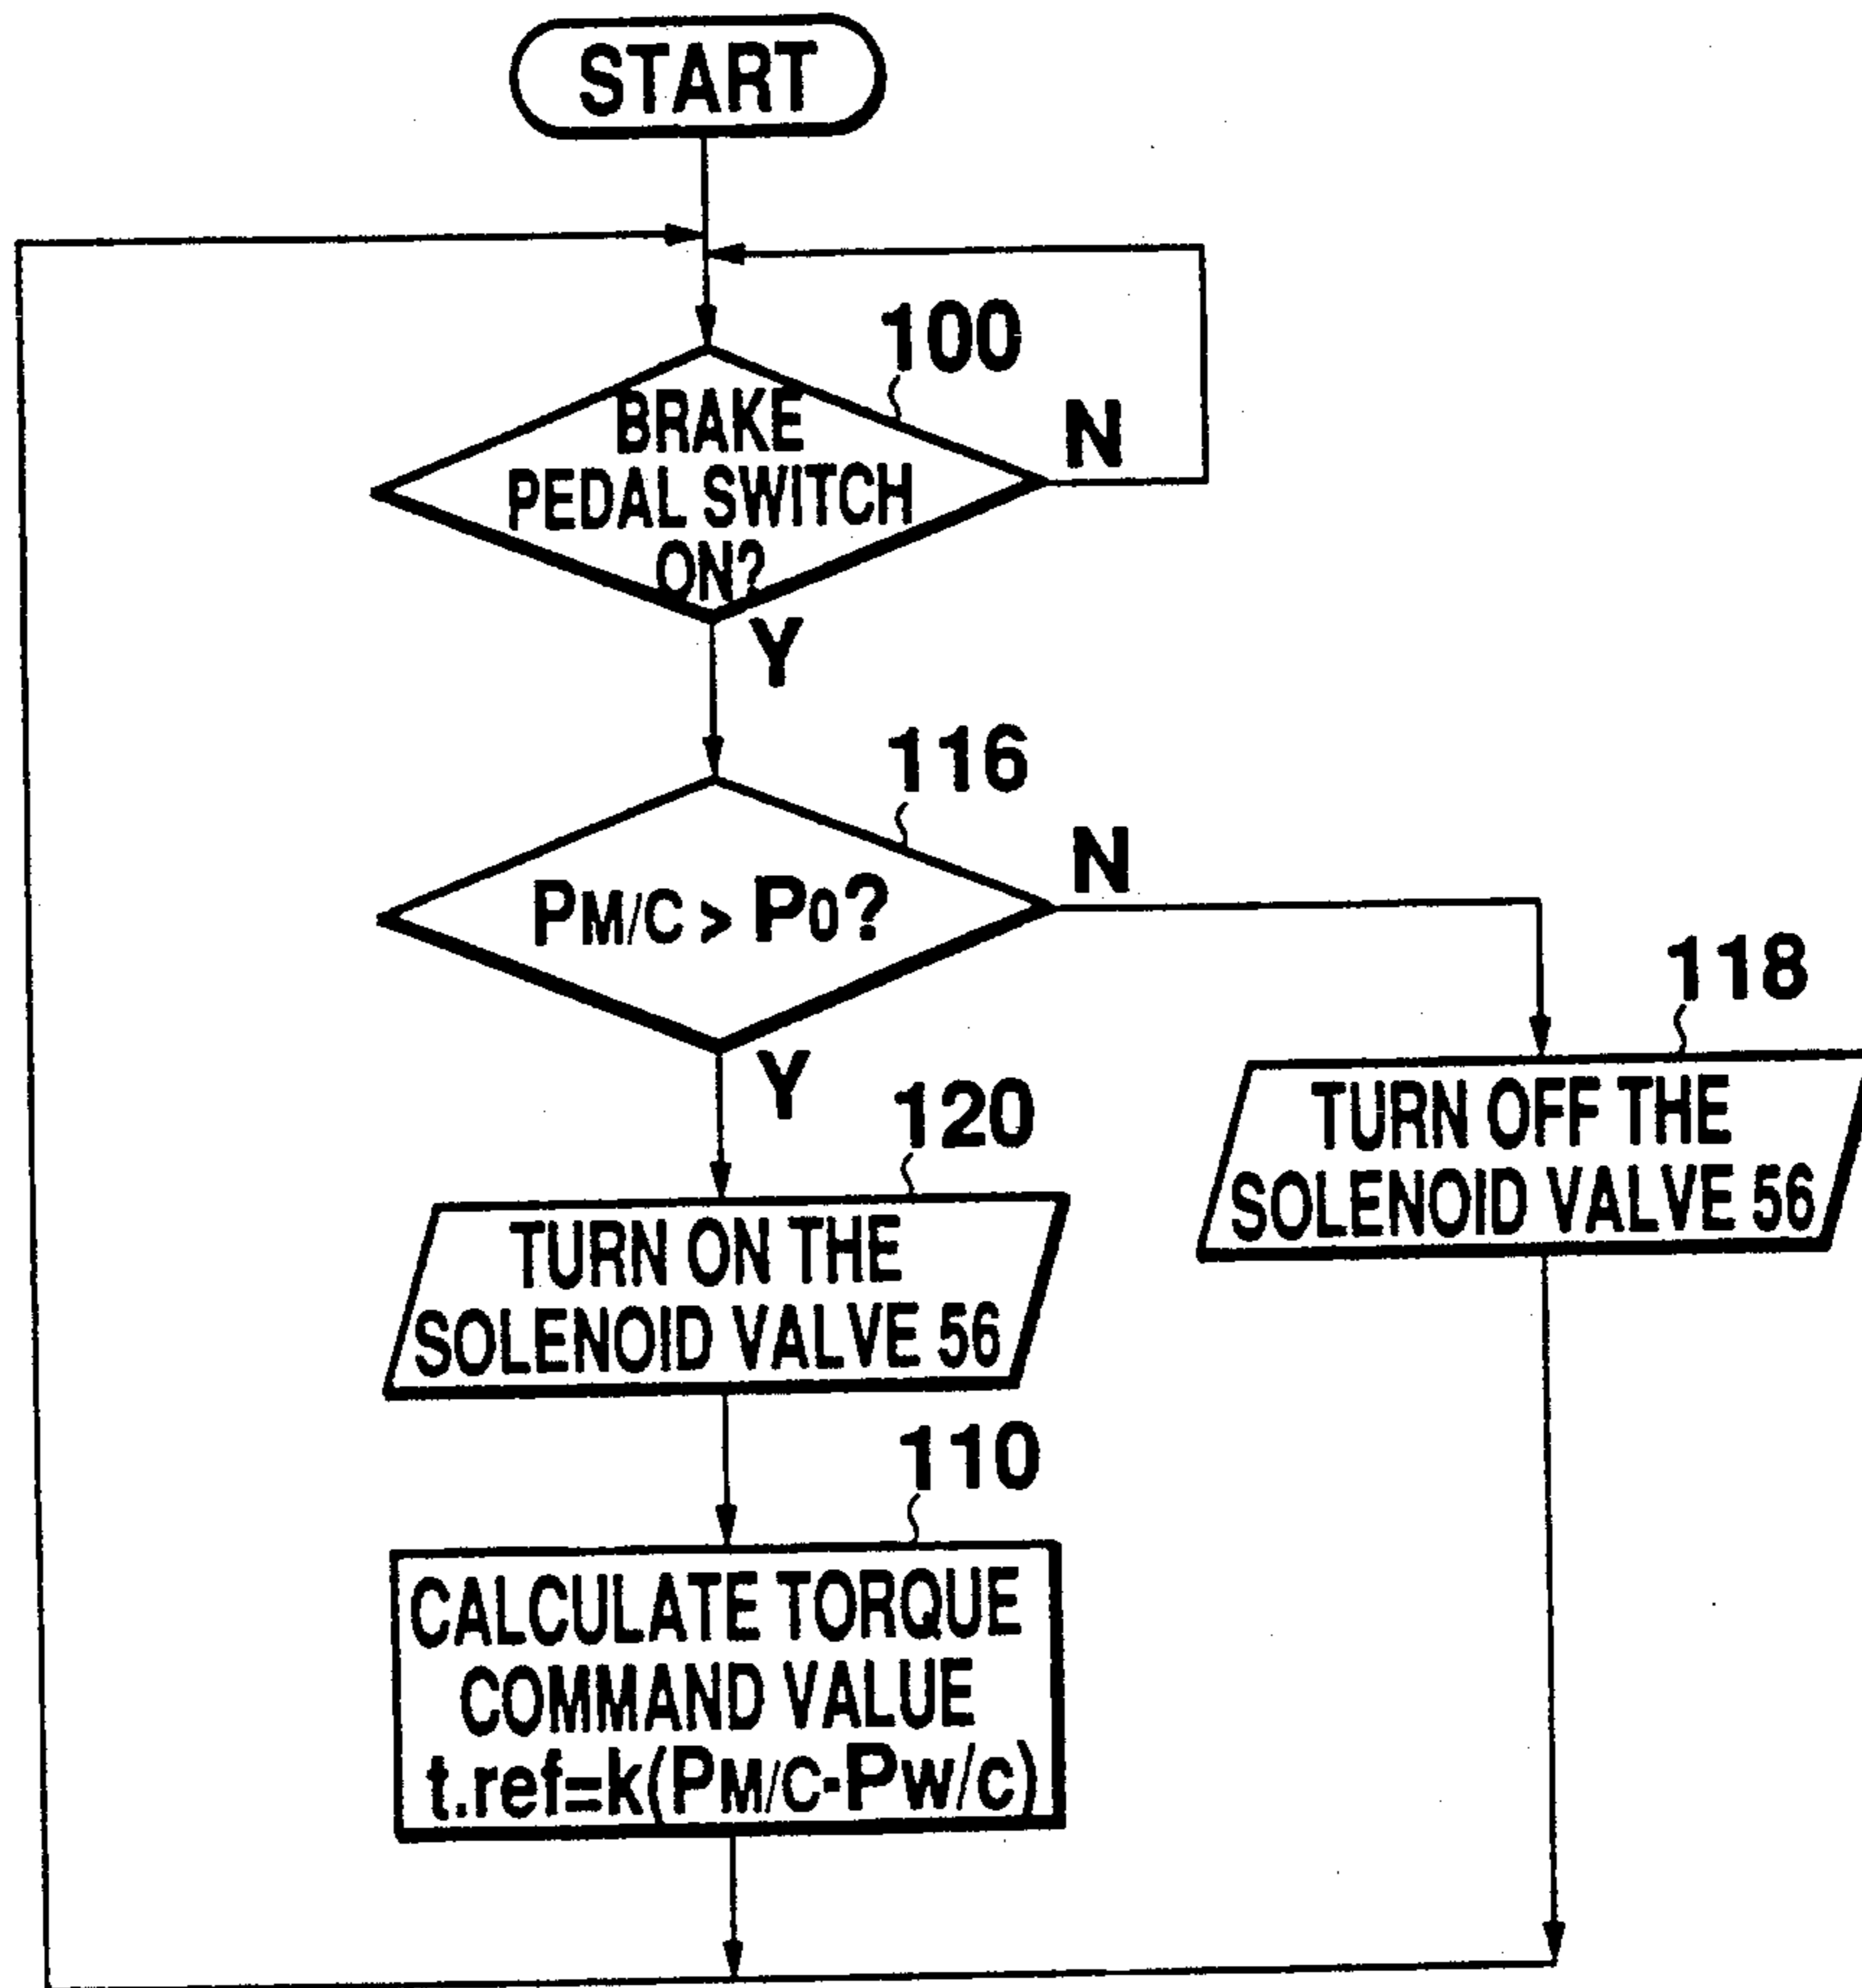 START
100
BRAKE
PEDAL SWITCH
ON?
N
Y
116
PM/C > P0?
N
Y
118
TURN OFF THE
SOLENOID VALVE 56
120
TURN ON THE
SOLENOID VALVE 56
110
CALCULATE TORQUE
COMMAND VALUE
t.ref=k(PM/C-PW/C)